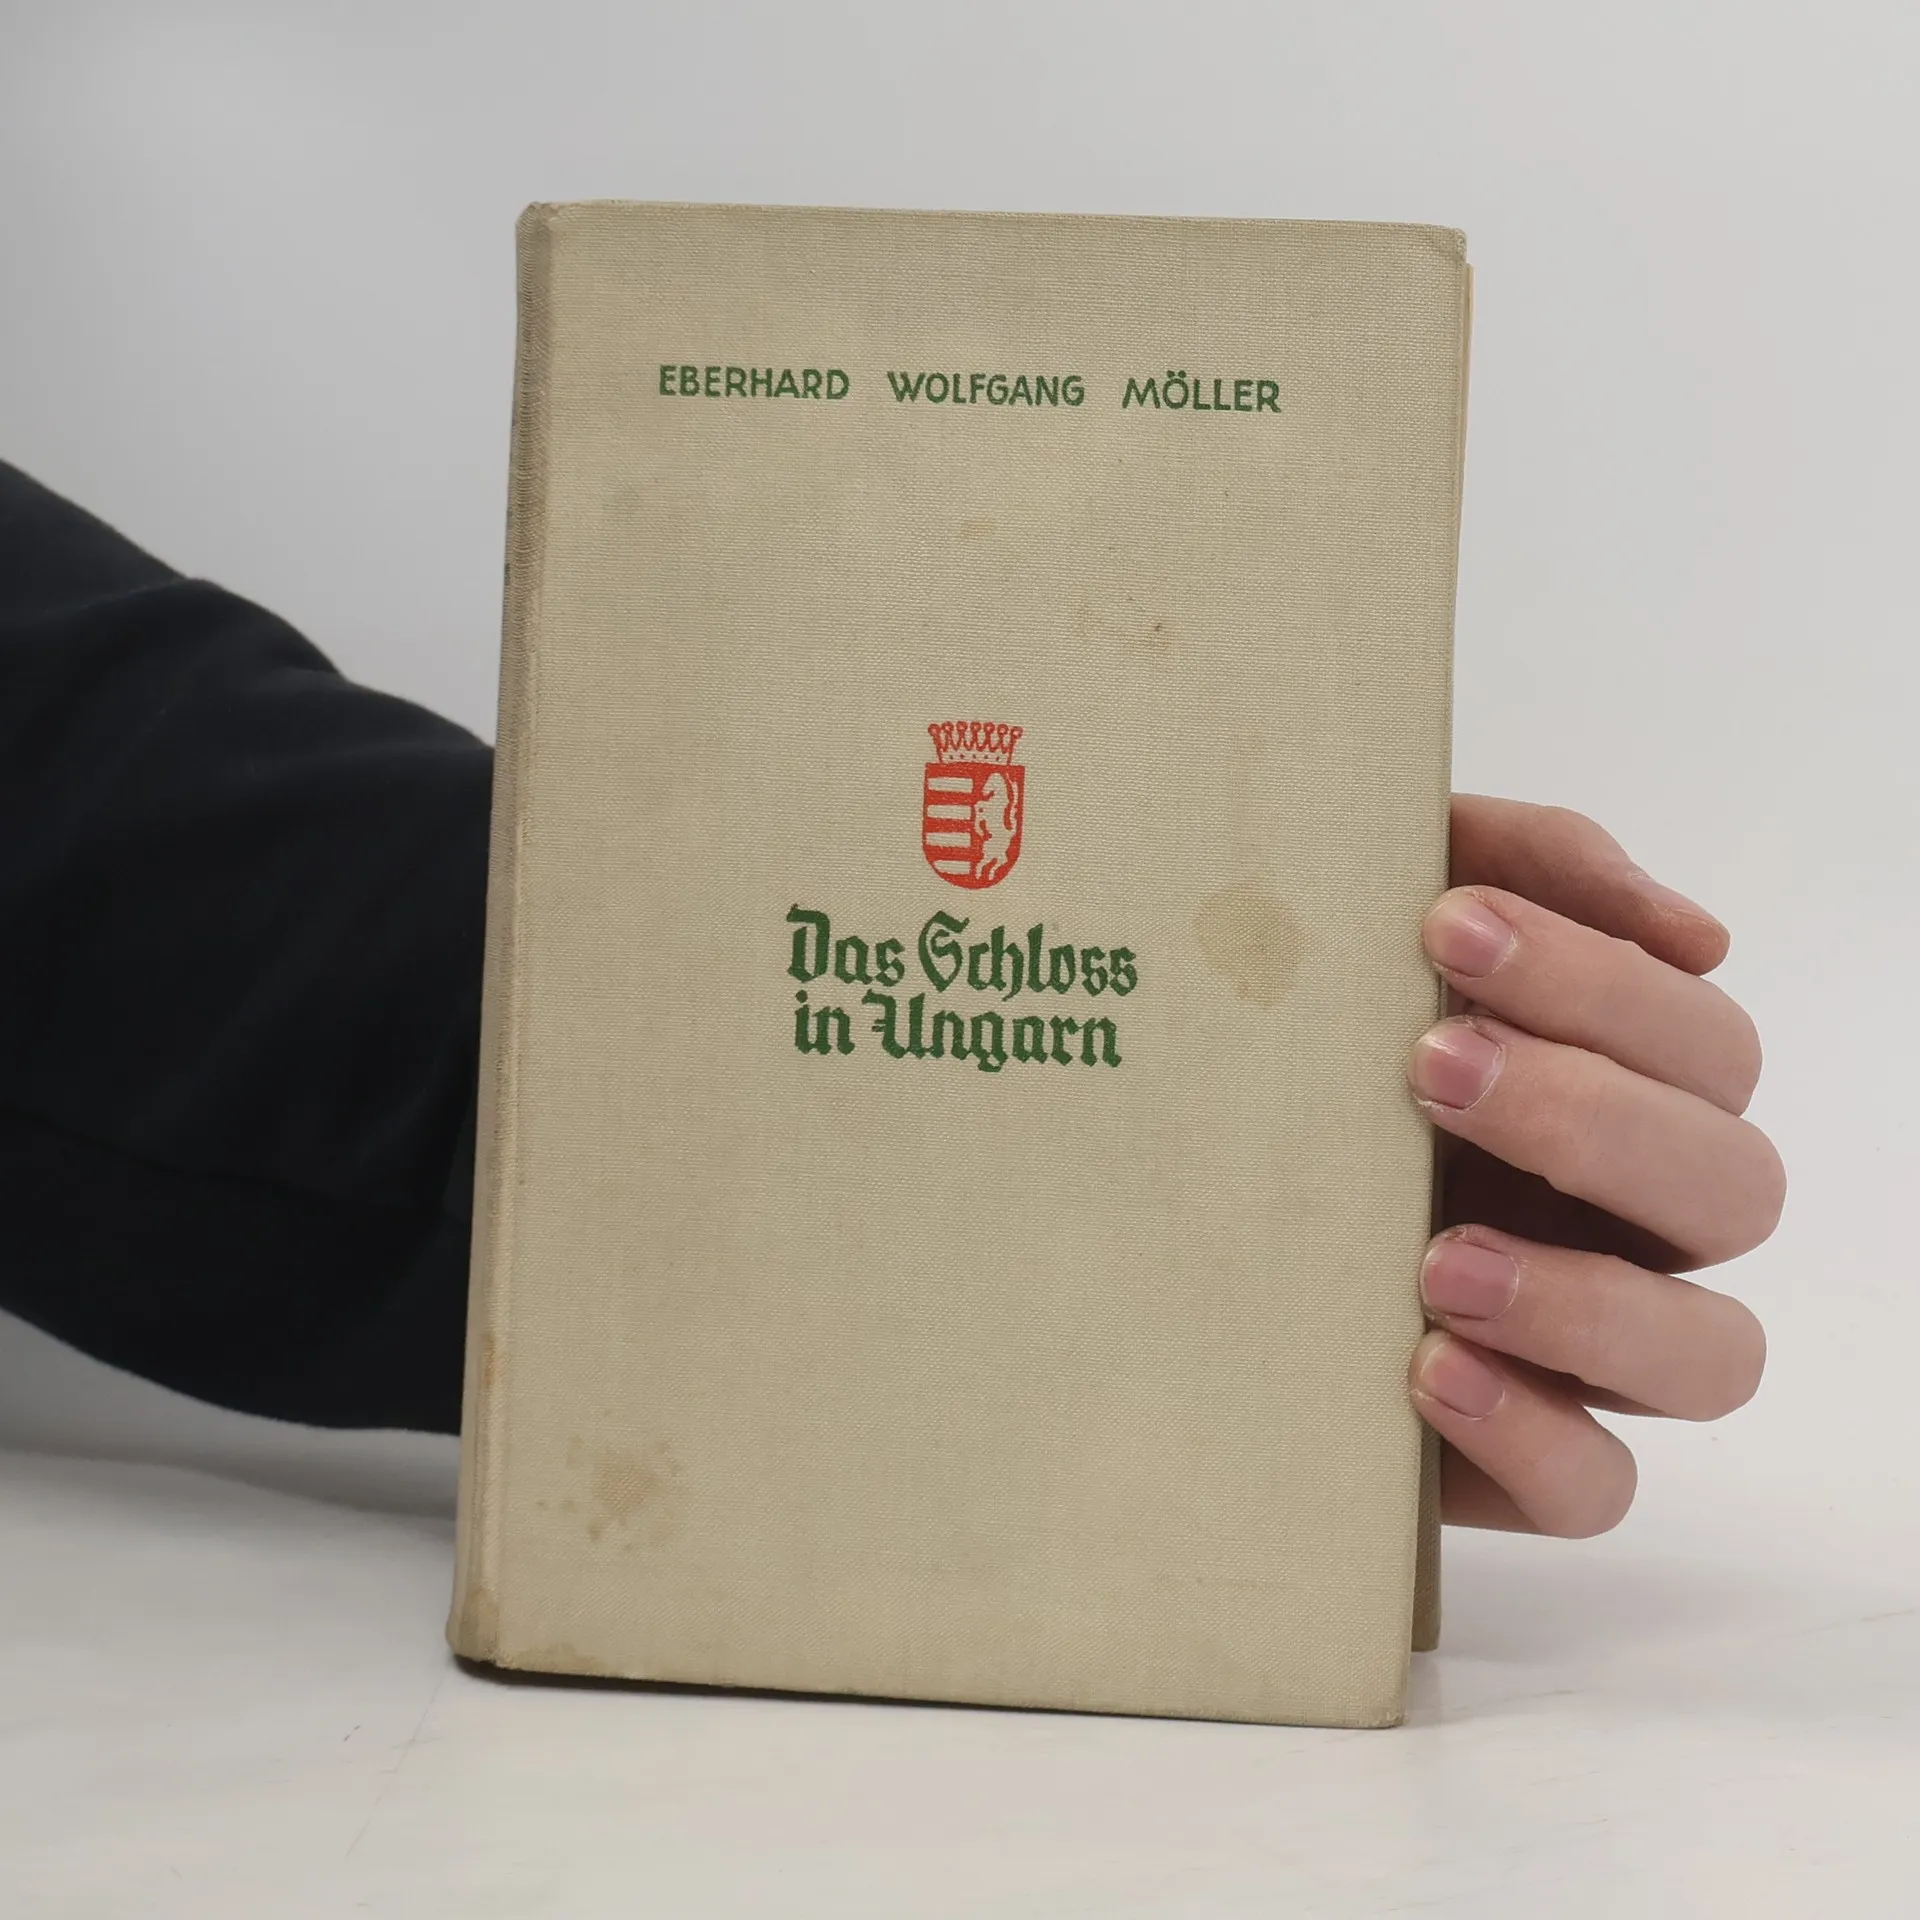 EBERHARD WOLFGANG MÖLLER
Das Schloss
in Ungarn